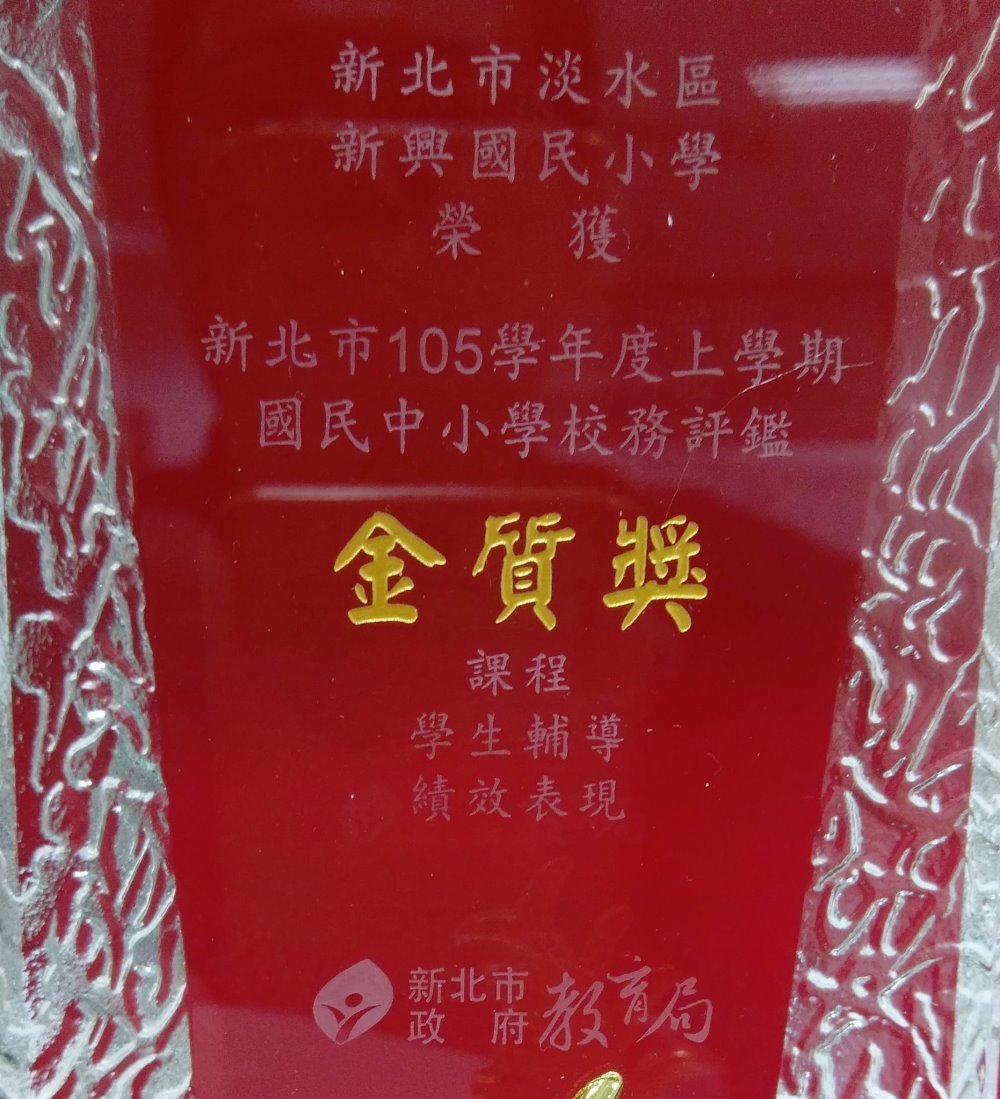 新北市淡水區
新興國民小學
榮獲
新北市105學年度上學期
國民中小學校務評鑑
金質獎
課程
學生輔導
績效表現
新北市
政府 教育局